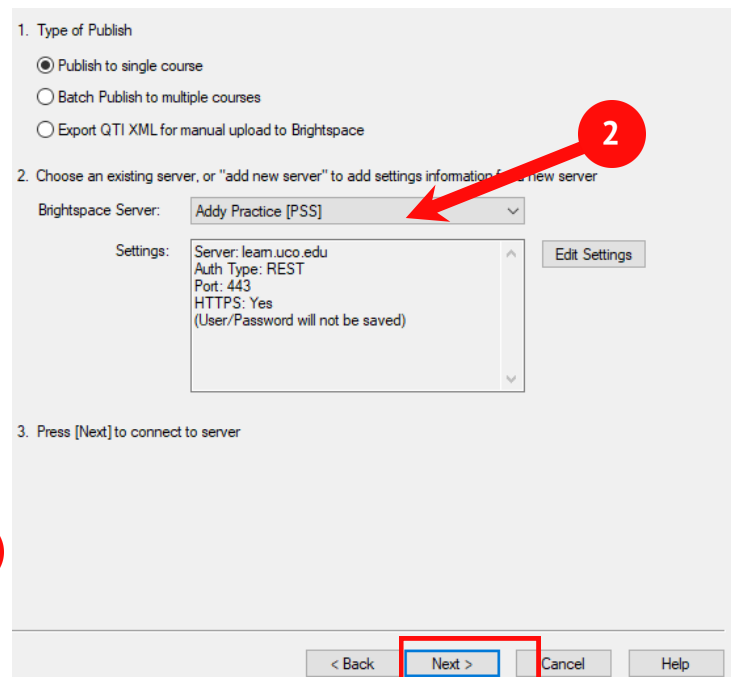 1. Type of Publish
Publish to single course
Batch Publish to multiple courses
Export QTI XML for manual upload to Brightspace
2
2. Choose an existing server, or "add new server" to add settings information new server
Brightspace Server: Addy Practice [PSS]
Settings: Server: learn.uco.edu
Auth Type: REST
Port: 443
HTTPS: Yes
(User/Password will not be saved)
Edit Settings
3. Press [Next] to connect to server
< Back Next > Cancel Help